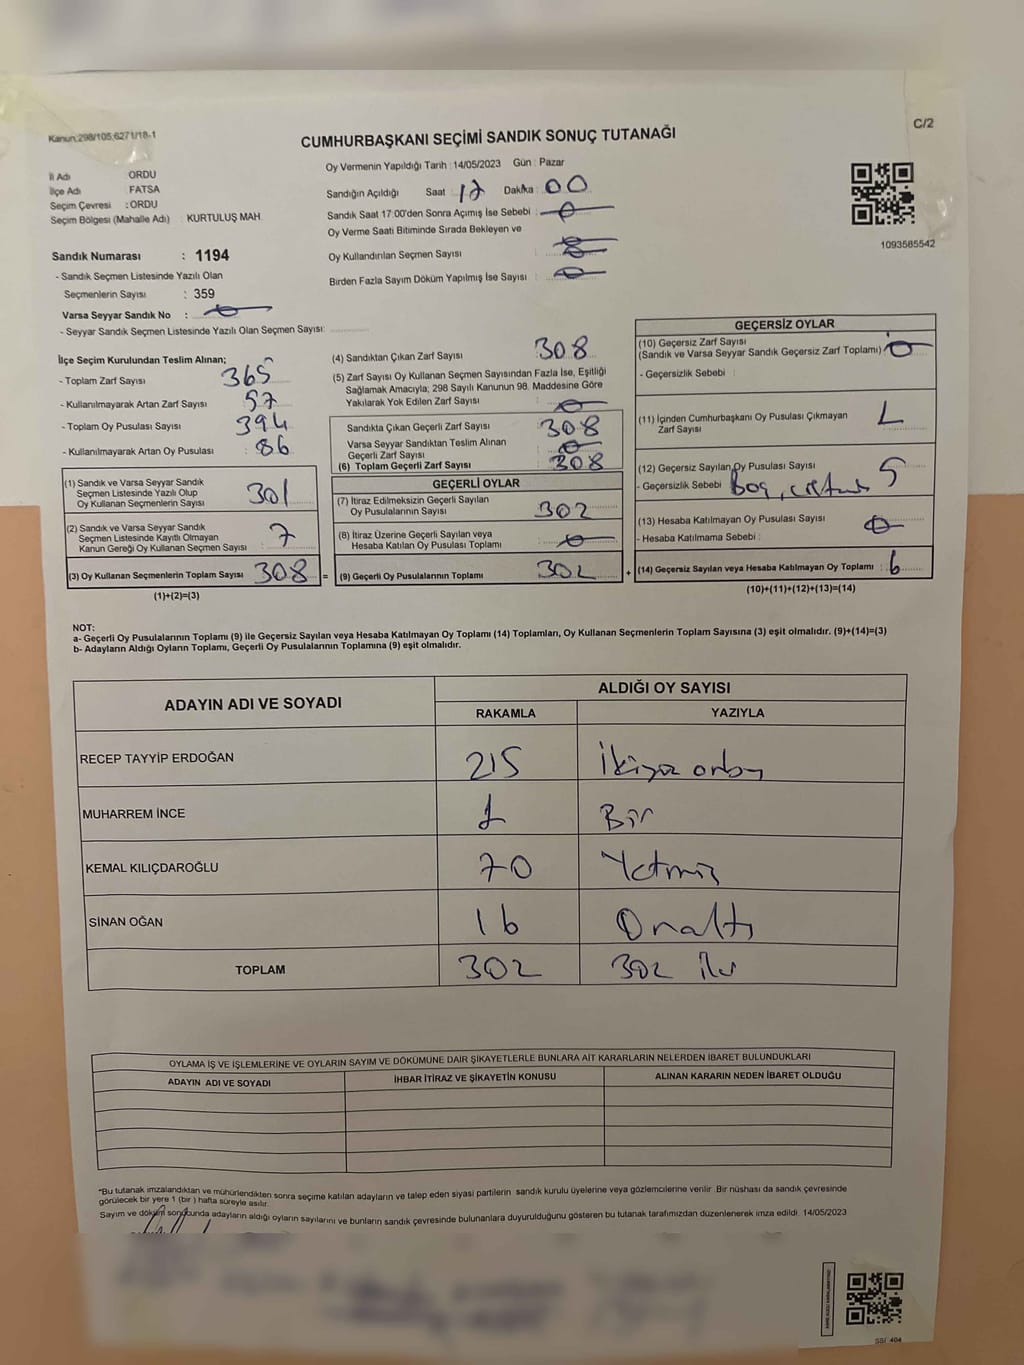 Kanun:298/105;6271/18-1
C/2
CUMHURBAŞKANI SEÇİMİ SANDIK SONUÇ TUTANAĞI
İl Adı ORDU
İlçe Adı FATSA
Seçim Çevresi : ORDU
Seçim Bölgesi (Mahalle Adı) : KURTULUŞ MAH.
Oy Vermenin Yapıldığı Tarih : 14/05/2023 Gün : Pazar
Sandığın Açıldığı Saat : 17 Dakika : 00
Sandık Saat 17:00'den Sonra Açımış İse Sebebi :
Oy Verme Saati Bitiminde Sırada Bekleyen ve
Oy Kullandırılan Seçmen Sayısı :
Birden Fazla Sayım Döküm Yapılmış İse Sayısı :
1093585542
Sandık Numarası : 1194
- Sandık Seçmen Listesinde Yazılı Olan
Seçmenlerin Sayısı : 359
Varsa Seyyar Sandık No :
- Seyyar Sandık Seçmen Listesinde Yazılı Olan Seçmen Sayısı:
İlçe Seçim Kurulundan Teslim Alınan;
- Toplam Zarf Sayısı : 365
- Kullanılmayarak Artan Zarf Sayısı : 57
- Toplam Oy Pusulası Sayısı : 394
- Kullanılmayarak Artan Oy Pusulası : 86
(1) Sandık ve Varsa Seyyar Sandık
Seçmen Listesinde Yazılı Olup
Oy Kullanan Seçmenlerin Sayısı : 301
(2) Sandık ve Varsa Seyyar Sandık
Seçmen Listesinde Kayıtlı Olmayan
Kanun Gereği Oy Kullanan Seçmen Sayısı : 7
(3) Oy Kullanan Seçmenlerin Toplam Sayısı : 308
(1)+(2)=(3)
(4) Sandıktan Çıkan Zarf Sayısı : 308
(5) Zarf Sayısı Oy Kullanan Seçmen Sayısından Fazla İse, Eşitliği
Sağlamak Amacıyla; 298 Sayılı Kanunun 98. Maddesine Göre
Yakılarak Yok Edilen Zarf Sayısı :
Sandıkta Çıkan Geçerli Zarf Sayısı : 308
Varsa Seyyar Sandıktan Teslim Alınan
Geçerli Zarf Sayısı :
(6) Toplam Geçerli Zarf Sayısı : 308
GEÇERLİ OYLAR
(7) İtiraz Edilmeksizin Geçerli Sayılan
Oy Pusulalarının Sayısı : 302
(8) İtiraz Üzerine Geçerli Sayılan veya
Hesaba Katılan Oy Pusulası Toplamı :
= (9) Geçerli Oy Pusulalarının Toplamı : 302
GEÇERSİZ OYLAR
(10) Geçersiz Zarf Sayısı
(Sandık ve Varsa Seyyar Sandık Geçersiz Zarf Toplamı) : 0
- Geçersizlik Sebebi :
(11) İçinden Cumhurbaşkanı Oy Pusulası Çıkmayan
Zarf Sayısı : 1
(12) Geçersiz Sayılan Oy Pusulası Sayısı : 5
- Geçersizlik Sebebi : Boş,
(13) Hesaba Katılmayan Oy Pusulası Sayısı : 0
- Hesaba Katılmama Sebebi :
+ (14) Geçersiz Sayılan veya Hesaba Katılmayan Oy Toplamı : 6
(10)+(11)+(12)+(13)=(14)
NOT:
a- Geçerli Oy Pusulalarının Toplamı (9) ile Geçersiz Sayılan veya Hesaba Katılmayan Oy Toplamı (14) Toplamları, Oy Kullanan Seçmenlerin Toplam Sayısına (3) eşit olmalıdır. (9)+(14)=(3)
b- Adayların Aldığı Oyların Toplamı, Geçerli Oy Pusulalarının Toplamına (9) eşit olmalıdır.
ADAYIN ADI VE SOYADI ALDIĞI OY SAYISI
RAKAMLA YAZIYLA
RECEP TAYYİP ERDOĞAN 215 İkiyüz onbeş
MUHARREM İNCE 1 Bir
KEMAL KILIÇDAROĞLU 70 Yetmiş
SİNAN OĞAN 16 Onaltı
TOPLAM 302 302
OYLAMA İŞ VE İŞLEMLERİNE VE OYLARIN SAYIM VE DÖKÜMÜNE DAİR ŞİKAYETLERLE BUNLARA AİT KARARLARIN NELERDEN İBARET BULUNDUKLARI
ADAYIN ADI VE SOYADI İHBAR İTİRAZ VE ŞİKAYETİN KONUSU ALINAN KARARIN NEDEN İBARET OLDUĞU
*Bu tutanak imzalandıktan ve mühürlendikten sonra seçime katılan adayların ve talep eden siyasi partilerin sandık kurulu üyelerine veya gözlemcilerine verilir. Bir nüshası da sandık çevresinde
görülecek bir yere 1 (bir) hafta süreyle asılır.
Sayım ve döküm sonucunda adayların aldığı oyların sayılarını ve bunların sandık çevresinde bulunanlara duyurulduğunu gösteren bu tutanak tarafımızdan düzenlenerek imza edildi. 14/05/2023
SSI 404